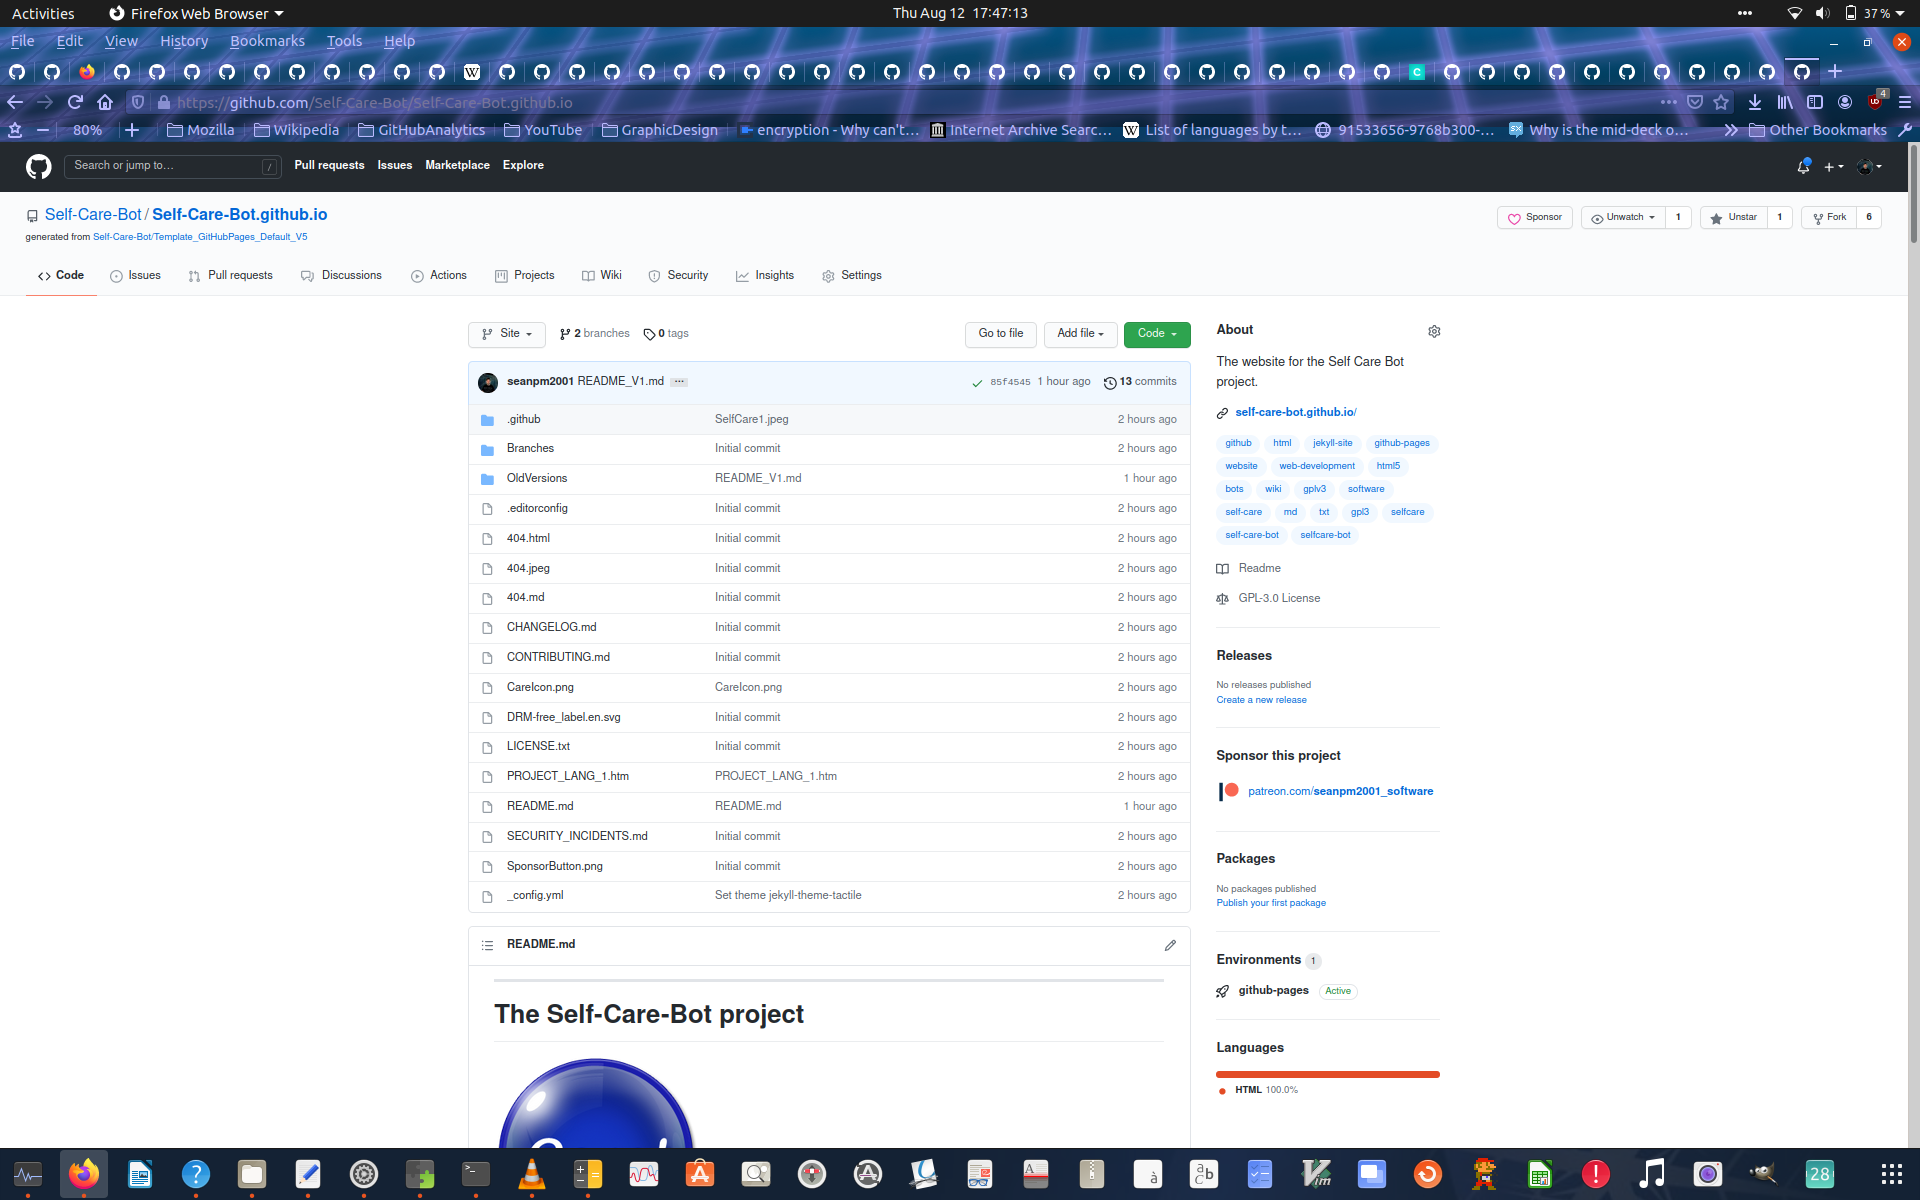 Activities Firefox Web Browser Thu Aug 12 17:47:13 37 %
File Edit View History Bookmarks Tools Help
https://github.com/Self-Care-Bot/Self-Care-Bot.github.io 4
80% Mozilla Wikipedia GitHubAnalytics YouTube GraphicDesign encryption - Why can't… Internet Archive Searc… List of languages by t… 91533656-9768b300-… Why is the mid-deck o… Other Bookmarks
Search or jump to… / Pull requests Issues Marketplace Explore
Self-Care-Bot / Self-Care-Bot.github.io Sponsor Unwatch 1 Unstar 1 Fork 6
generated from Self-Care-Bot/Template_GitHubPages_Default_V5
Code Issues Pull requests Discussions Actions Projects Wiki Security Insights Settings
Site 2 branches 0 tags Go to file Add file Code
seanpm2001 README_V1.md ... 85f4545 1 hour ago 13 commits
.github SelfCare1.jpeg 2 hours ago
Branches Initial commit 2 hours ago
OldVersions README_V1.md 1 hour ago
.editorconfig Initial commit 2 hours ago
404.html Initial commit 2 hours ago
404.jpeg Initial commit 2 hours ago
404.md Initial commit 2 hours ago
CHANGELOG.md Initial commit 2 hours ago
CONTRIBUTING.md Initial commit 2 hours ago
CareIcon.png CareIcon.png 2 hours ago
DRM-free_label.en.svg Initial commit 2 hours ago
LICENSE.txt Initial commit 2 hours ago
PROJECT_LANG_1.htm PROJECT_LANG_1.htm 2 hours ago
README.md README.md 1 hour ago
SECURITY_INCIDENTS.md Initial commit 2 hours ago
SponsorButton.png Initial commit 2 hours ago
_config.yml Set theme jekyll-theme-tactile 2 hours ago
README.md
The Self-Care-Bot project
About
The website for the Self Care Bot
project.
self-care-bot.github.io/
github html jekyll-site github-pages
website web-development html5
bots wiki gplv3 software
self-care md txt gpl3 selfcare
self-care-bot selfcare-bot
Readme
GPL-3.0 License
Releases
No releases published
Create a new release
Sponsor this project
patreon.com/seanpm2001_software
Packages
No packages published
Publish your first package
Environments 1
github-pages Active
Languages
HTML 100.0%
28